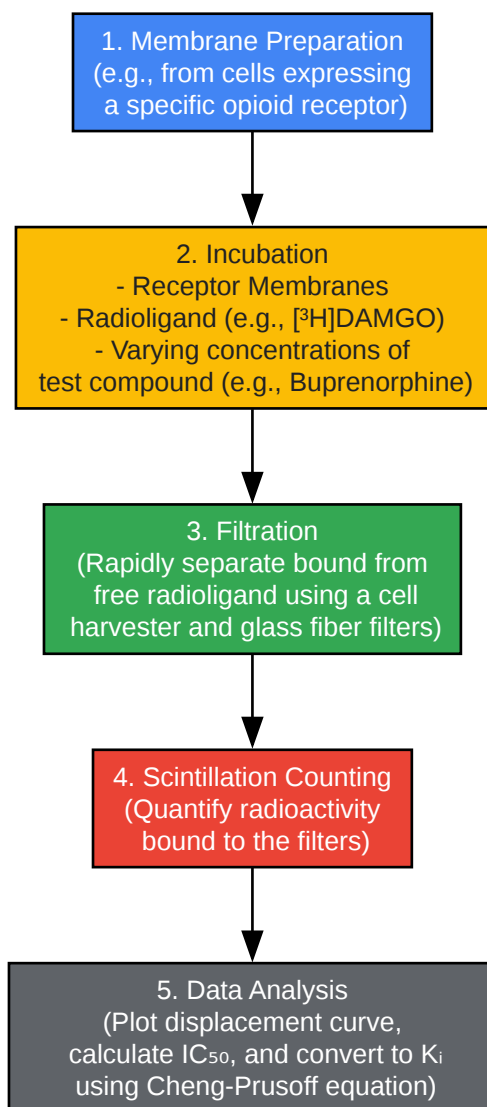 1. Membrane Preparation
(e.g., from cells expressing
a specific opioid receptor)
2. Incubation
- Receptor Membranes
- Radioligand (e.g., [³H]DAMGO)
- Varying concentrations of
test compound (e.g., Buprenorphine)
3. Filtration
(Rapidly separate bound from
free radioligand using a cell
harvester and glass fiber filters)
4. Scintillation Counting
(Quantify radioactivity
bound to the filters)
5. Data Analysis
(Plot displacement curve,
calculate IC₅₀, and convert to Kᵢ
using Cheng-Prusoff equation)